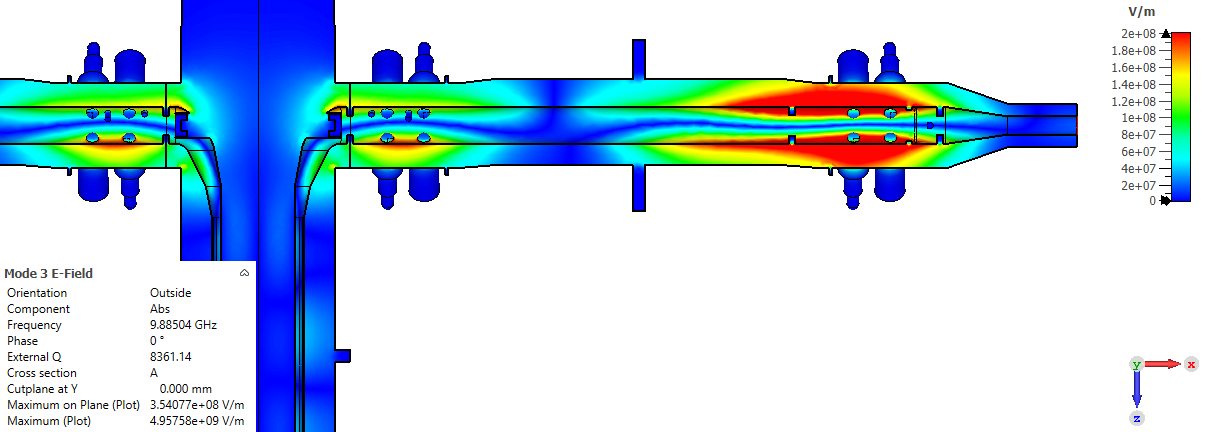 V/m
2e+08
1.8e+08
1.6e+08
1.4e+08
1.2e+08
1e+08
8e+07
6e+07
4e+07
2e+07
0
Mode 3 E-Field
Orientation Outside
Component Abs
Frequency 9.88504 GHz
Phase 0 °
External Q 8361.14
Cross section A
Cutplane at Y 0.000 mm
Maximum on Plane (Plot) 3.54077e+08 V/m
Maximum (Plot) 4.95758e+09 V/m
y x
z